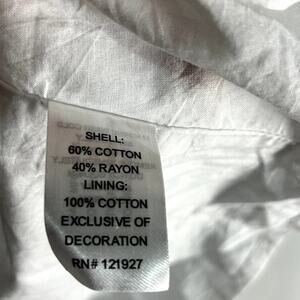 SHELL:
60% COTTON
40% RAYON
LINING:
100% COTTON
EXCLUSIVE OF
DECORATION
RN# 121927